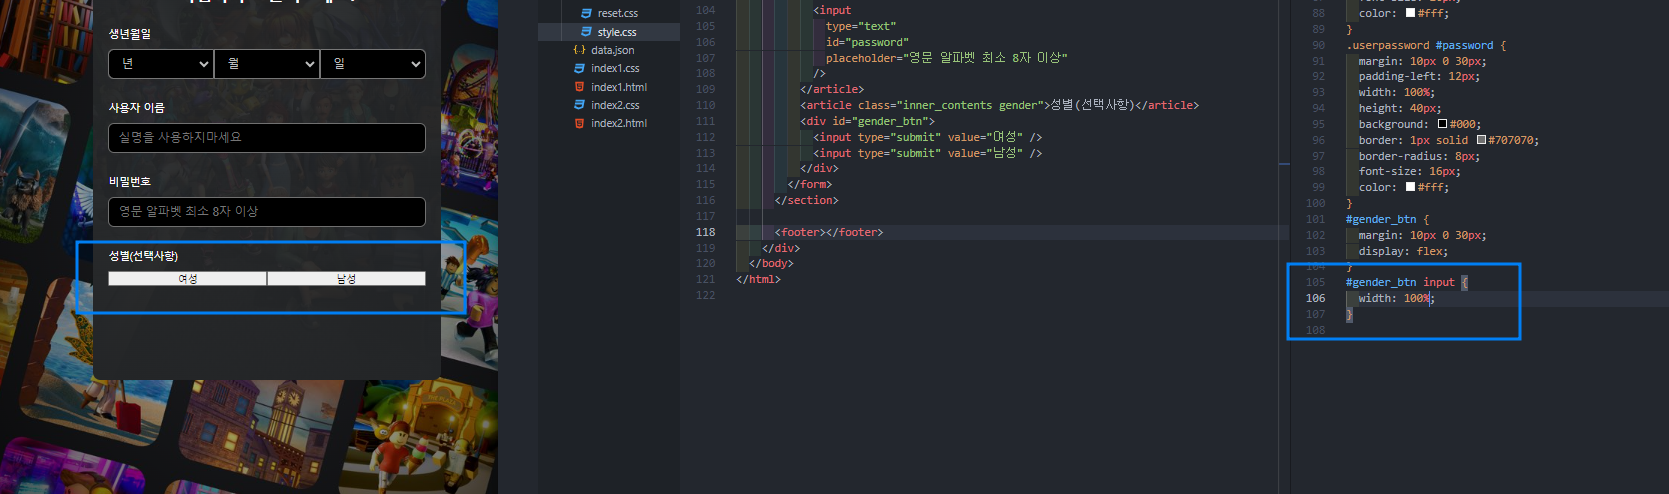 생년월일
년
월
일
사용자 이름
실명을 사용하지마세요
비밀번호
영문 알파벳 최소 8자 이상
성별(선택사항)
여성
남성
reset.css
style.css
{ } data.json
index1.css
index1.html
index2.css
index2.html
104 <input
105 type="text"
106 id="password"
107 placeholder="영문 알파벳 최소 8자 이상"
108 />
109 </article>
110 <article class="inner_contents gender">성별(선택사항)</article>
111 <div id="gender_btn">
112 <input type="submit" value="여성" />
113 <input type="submit" value="남성" />
114 </div>
115 </form>
116 </section>
117
118 <footer></footer>
119 </div>
120 </body>
121 </html>
122
88 color: #fff;
89 }
90 .userpassword #password {
91 margin: 10px 0 30px;
92 padding-left: 12px;
93 width: 100%;
94 height: 40px;
95 background: #000;
96 border: 1px solid #707070;
97 border-radius: 8px;
98 font-size: 16px;
99 color: #fff;
100 }
101 #gender_btn {
102 margin: 10px 0 30px;
103 display: flex;
104 }
105 #gender_btn input {
106 width: 100%;
107 }
108